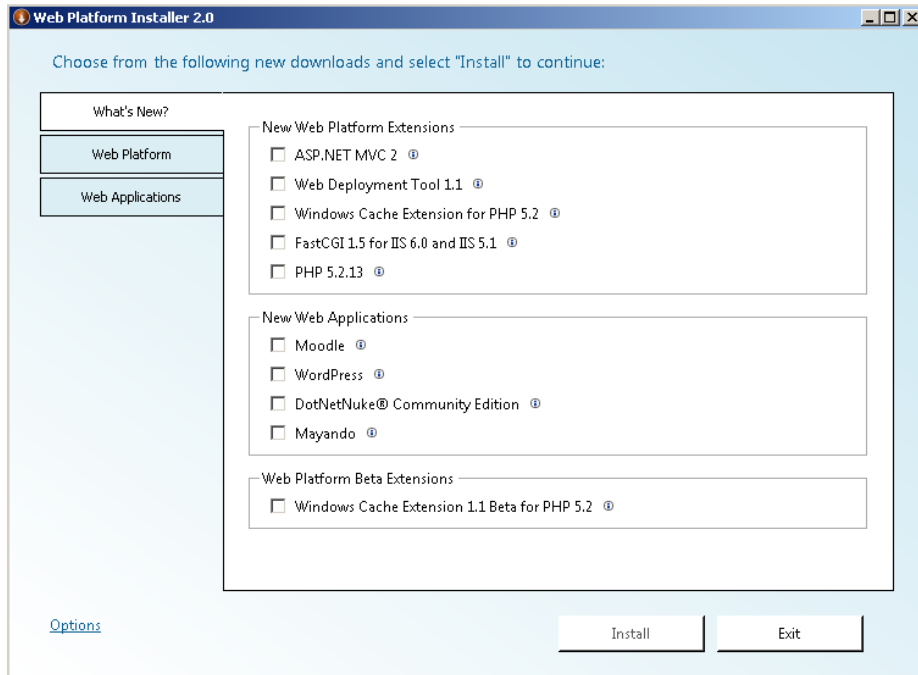 Web Platform Installer 2.0
Choose from the following new downloads and select "Install" to continue:
What's New?
Web Platform
Web Applications
New Web Platform Extensions
ASP.NET MVC 2
Web Deployment Tool 1.1
Windows Cache Extension for PHP 5.2
FastCGI 1.5 for IIS 6.0 and IIS 5.1
PHP 5.2.13
New Web Applications
Moodle
WordPress
DotNetNuke® Community Edition
Mayando
Web Platform Beta Extensions
Windows Cache Extension 1.1 Beta for PHP 5.2
Options
Install
Exit